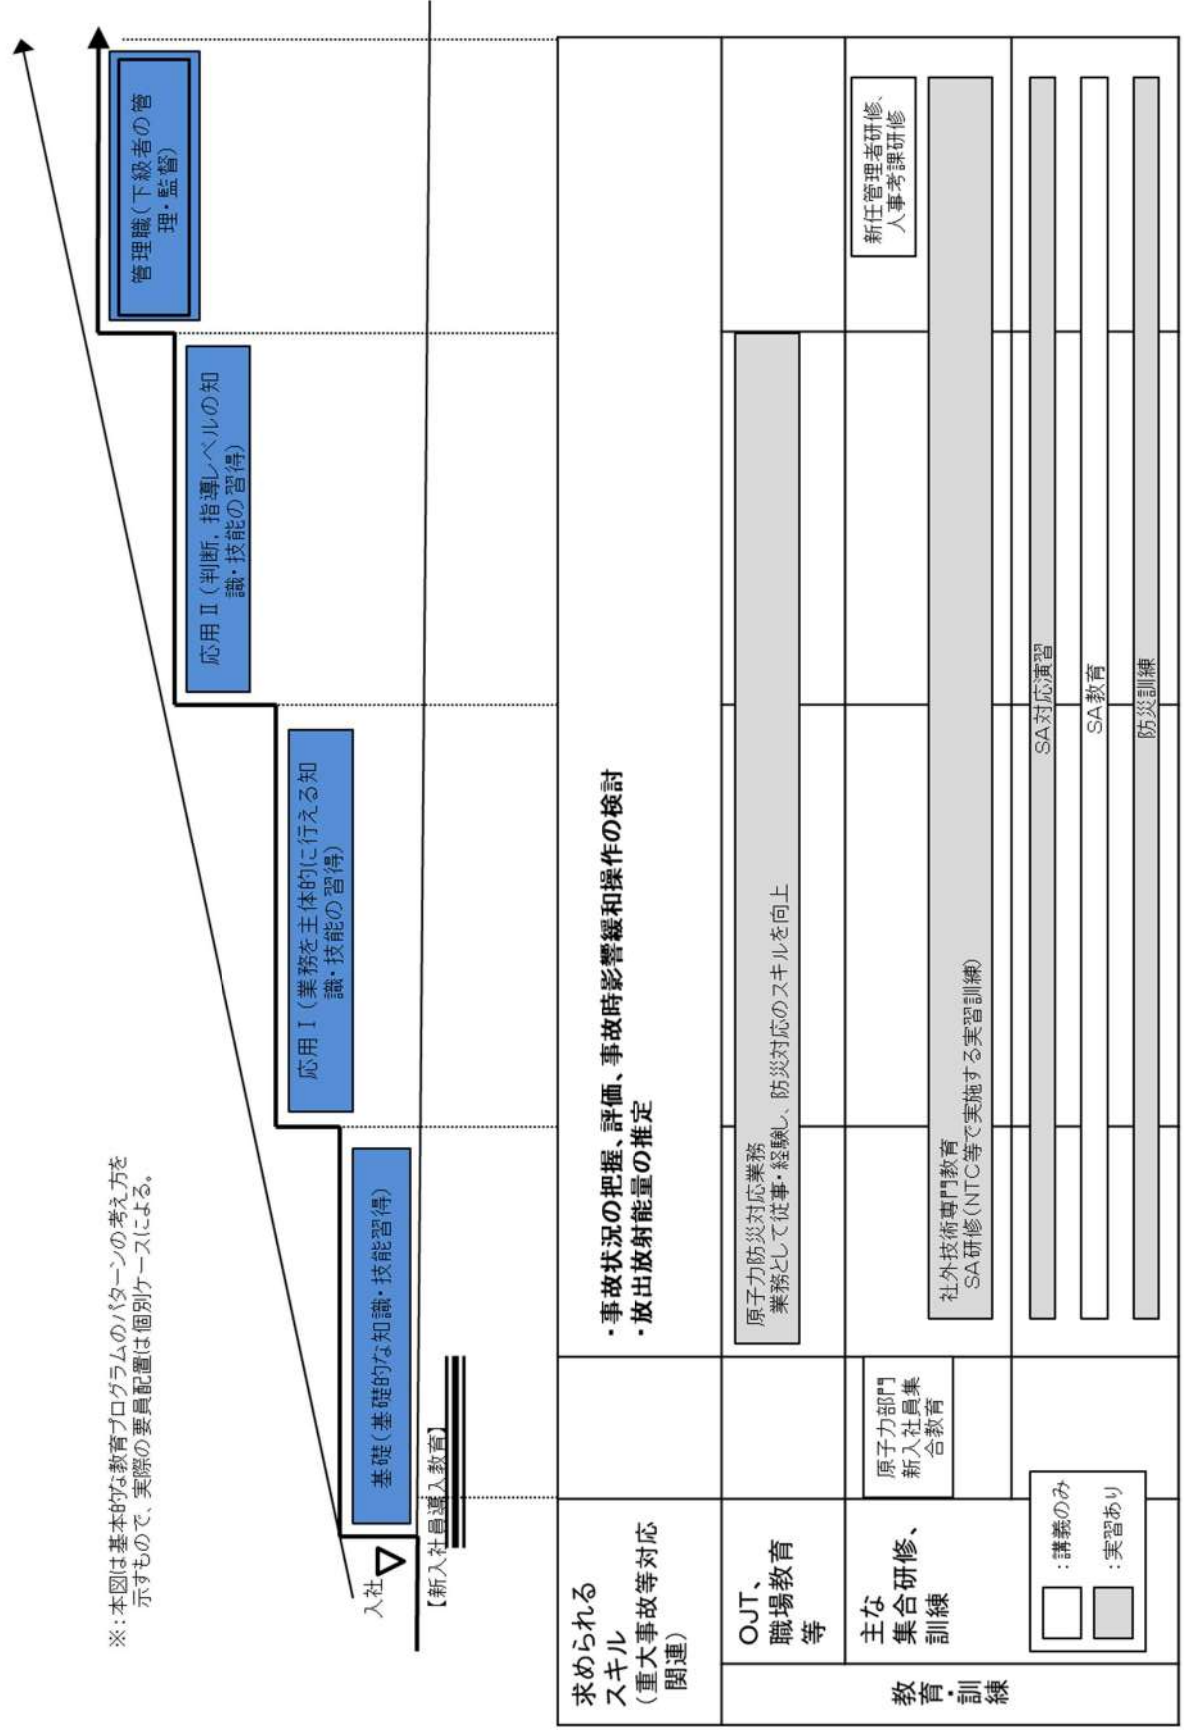 ※：本図は基本的な教育プログラムのパターンの考え方を
示すもので、実際の要員配置は個別ケースによる。
管理職（下級者の管
理・監督）
応用Ⅱ（判断，指導レベルの知
識・技能の習得）
応用Ⅰ（業務を主体的に行える知
識・技能の習得）
基礎（基礎的な知識・技能習得）
入社
【新入社員導入教育】
求められる
スキル
（重大事故等対応
関連）
・事故状況の把握、評価、事故時影響緩和操作の検討
・放出放射能量の推定
教育・訓練
OJT、
職場教育
等
原子力防災対応業務
業務として従事・経験し、防災対応のスキルを向上
主な
集合研修、
訓練
原子力部門
新入社員集
合教育
新任管理者研修、
人事考課研修
社外技術専門教育
SA研修（NTC等で実施する実習訓練）
SA対応演習
SA教育
防災訓練
：講義のみ
：実習あり